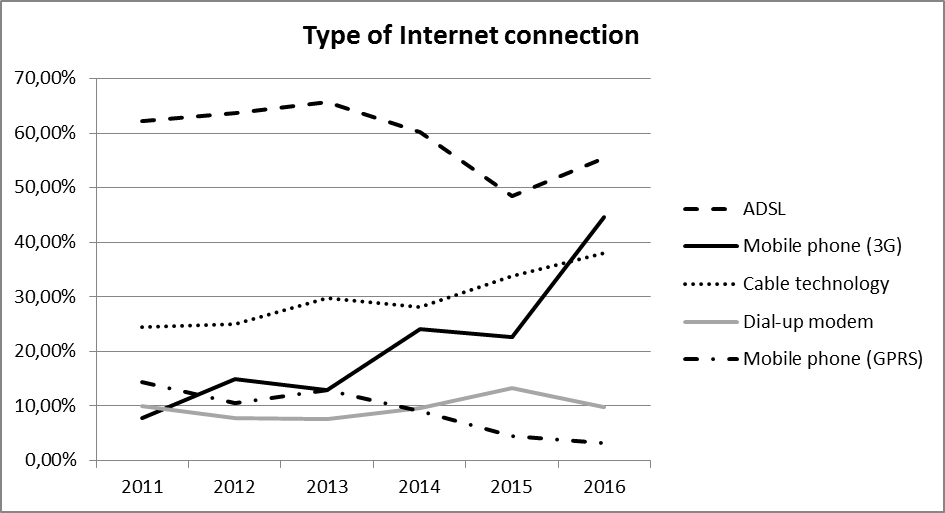 Type of Internet connection
70,00%
60,00%
50,00%
40,00%
30,00%
20,00%
10,00%
0,00%
2011 2012 2013 2014 2015 2016
ADSL
Mobile phone (3G)
Cable technology
Dial-up modem
Mobile phone (GPRS)